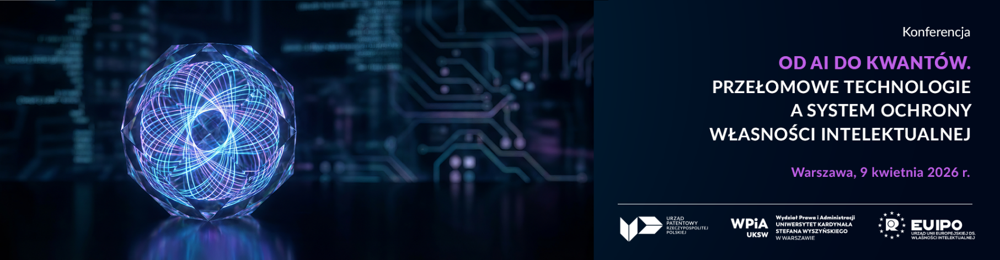 Konferencja
OD AI DO KWANTÓW.
PRZEŁOMOWE TECHNOLOGIE
A SYSTEM OCHRONY
WŁASNOŚCI INTELEKTUALNEJ
Warszawa, 9 kwietnia 2026 r.
URZĄD
PATENTOWY
RZECZYPOSPOLITEJ
POLSKIEJ
WPiA
UKSW
Wydział Prawa i Administracji
UNIWERSYTET KARDYNAŁA
STEFANA WYSZYŃSKIEGO
W WARSZAWIE
R
EUIPO
URZĄD UNII EUROPEJSKIEJ DS.
WŁASNOŚCI INTELEKTUALNEJ